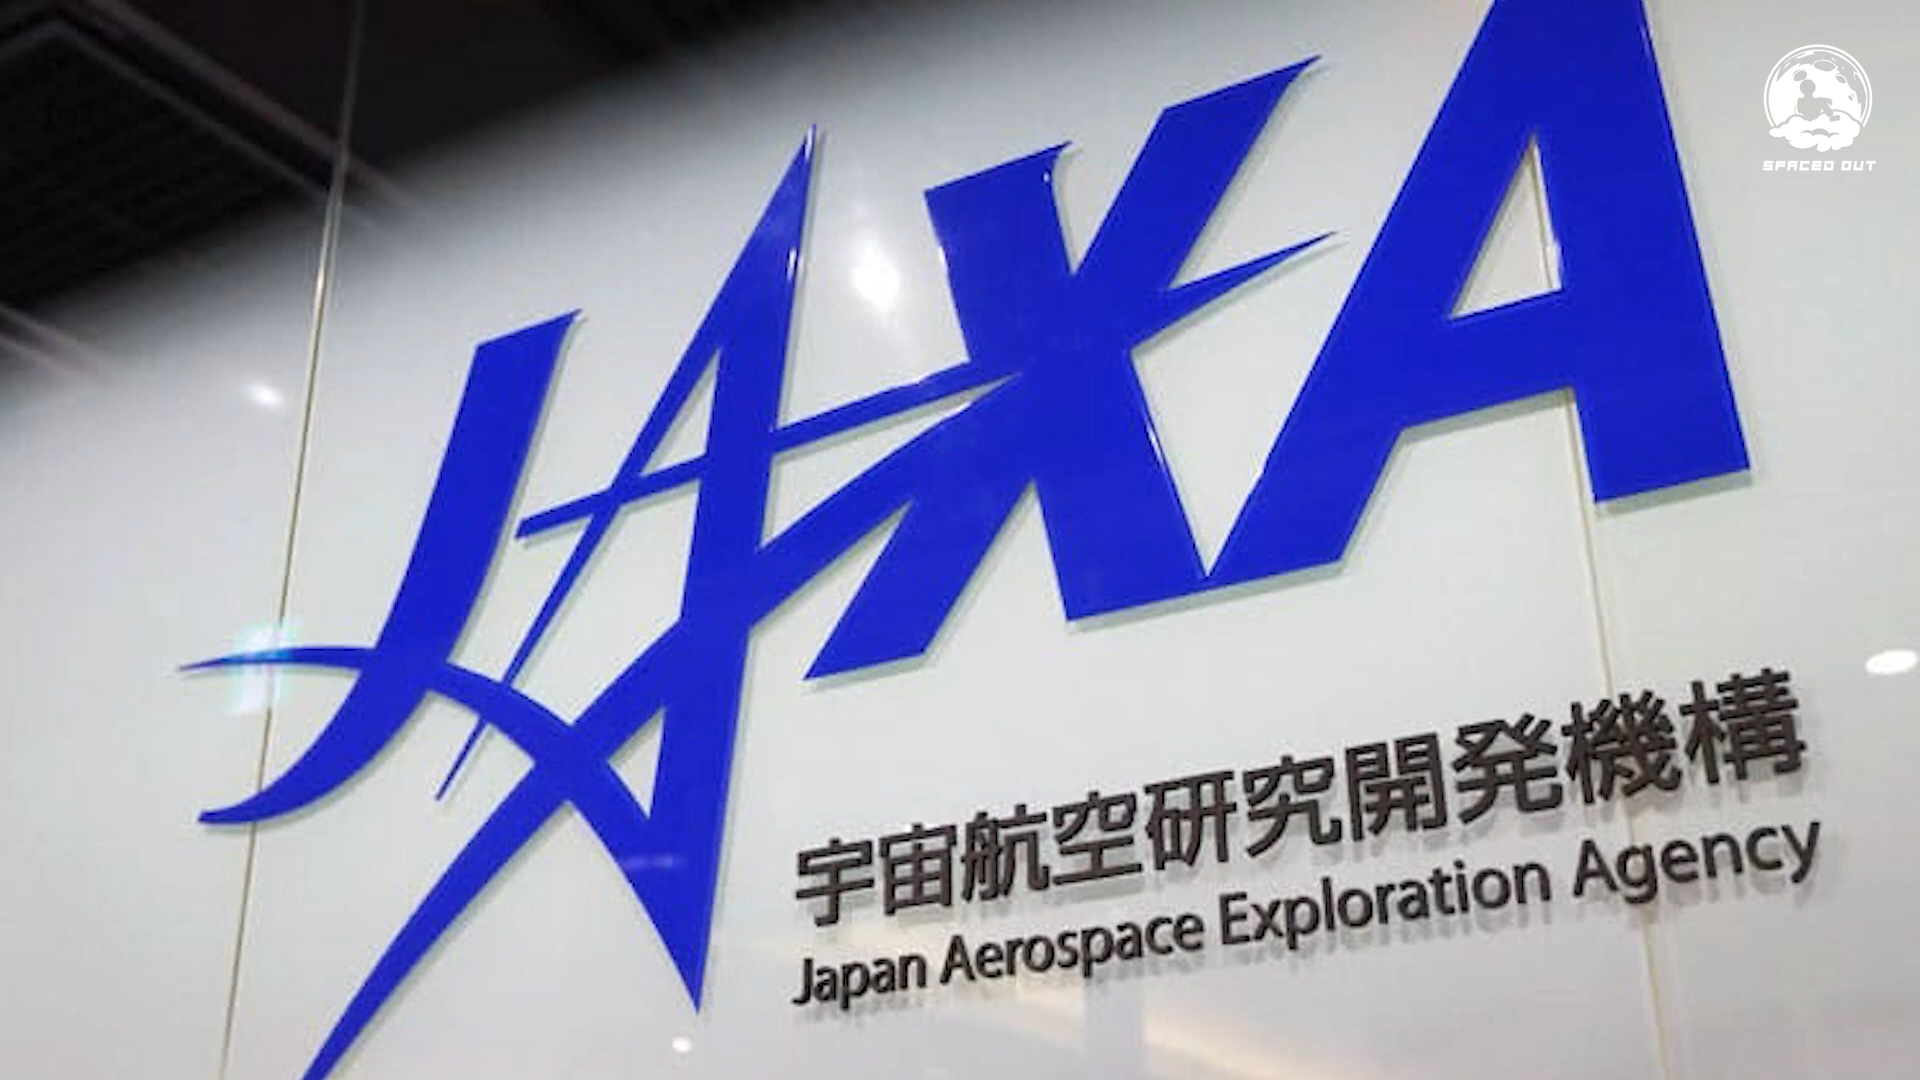 JAXA
宇宙航空研究開発機構
Japan Aerospace Exploration Agency
SPACED OUT